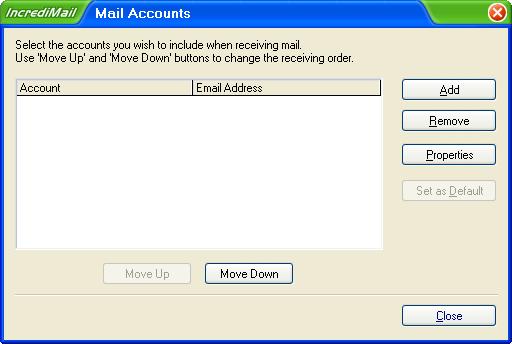 IncrediMail Mail Accounts
Select the accounts you wish to include when receiving mail.
Use 'Move Up' and 'Move Down' buttons to change the receiving order.
Account Email Address
Add
Remove
Properties
Set as Default
Move Up Move Down
Close